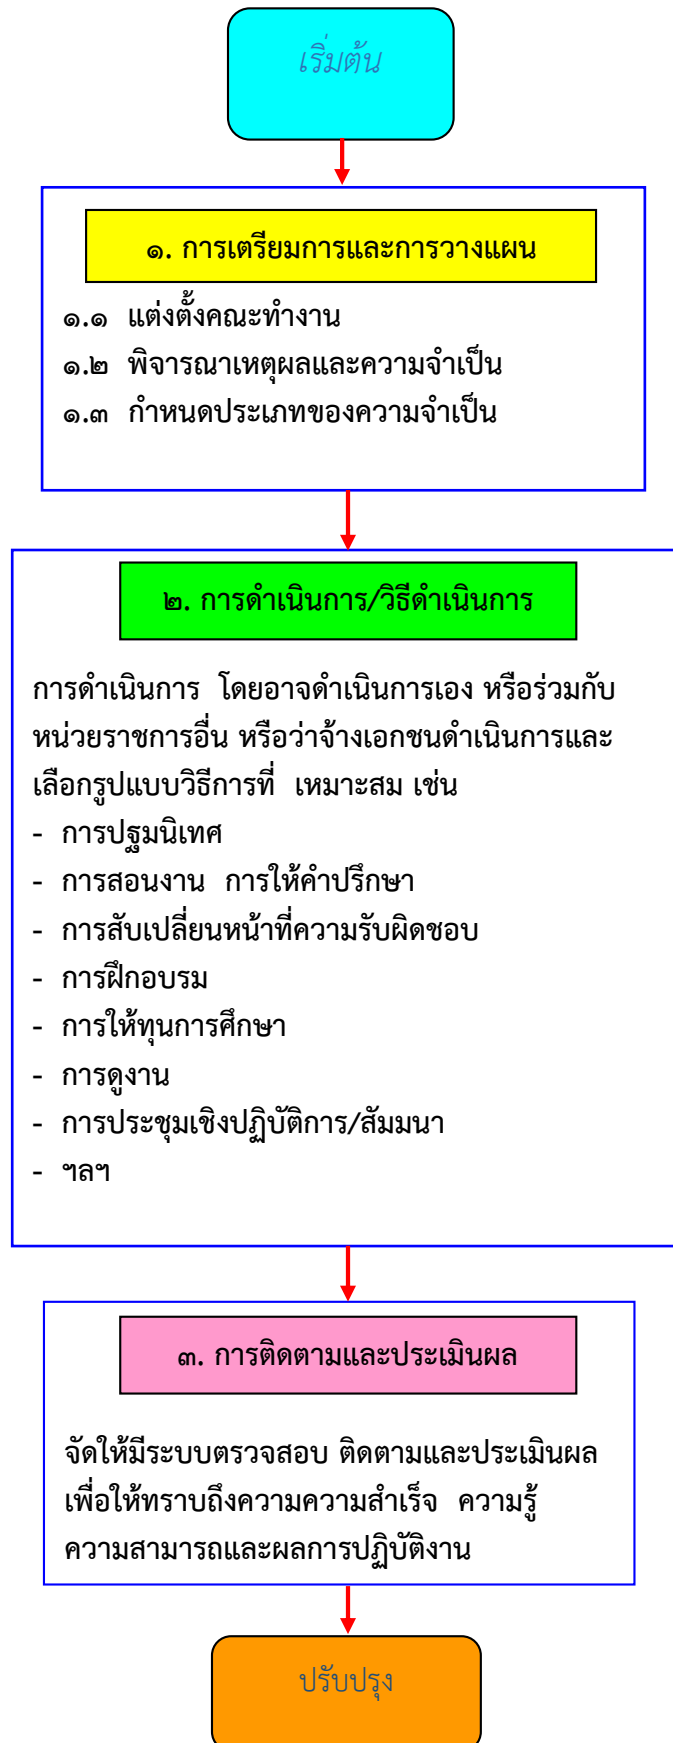 เริ่มต้น
๑. การเตรียมการและการวางแผน
๑.๑ แต่งตั้งคณะทำงาน
๑.๒ พิจารณาเหตุผลและความจำเป็น
๑.๓ กำหนดประเภทของความจำเป็น
๒. การดำเนินการ/วิธีดำเนินการ
การดำเนินการ โดยอาจดำเนินการเอง หรือร่วมกับ
หน่วยราชการอื่น หรือว่าจ้างเอกชนดำเนินการและ
เลือกรูปแบบวิธีการที่ เหมาะสม เช่น
- การปฐมนิเทศ
- การสอนงาน การให้คำปรึกษา
- การสับเปลี่ยนหน้าที่ความรับผิดชอบ
- การฝึกอบรม
- การให้ทุนการศึกษา
- การดูงาน
- การประชุมเชิงปฏิบัติการ/สัมมนา
- ฯลฯ
๓. การติดตามและประเมินผล
จัดให้มีระบบตรวจสอบ ติดตามและประเมินผล
เพื่อให้ทราบถึงความความสำเร็จ ความรู้
ความสามารถและผลการปฏิบัติงาน
ปรับปรุง